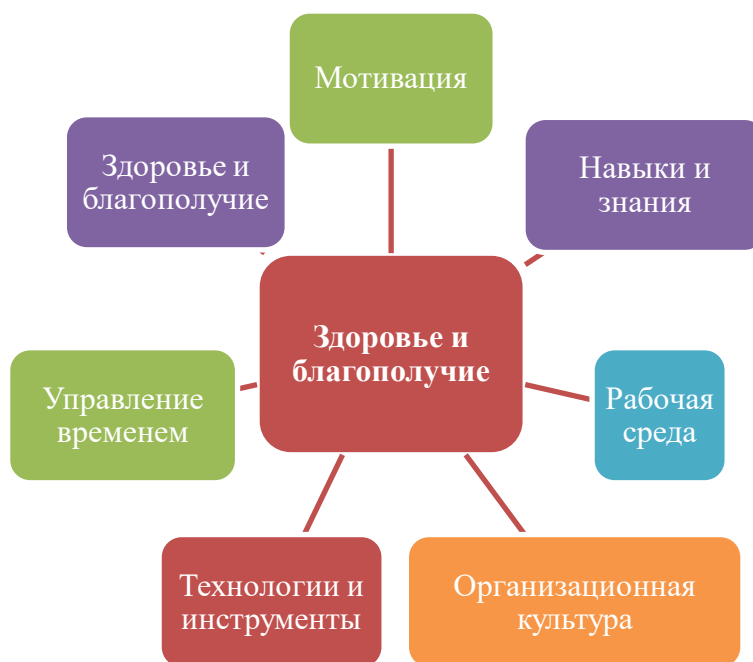 Мотивация
Здоровье и
благополучие
Навыки и
знания
Здоровье и
благополучие
Управление
временем
Рабочая
среда
Технологии и
инструменты
Организационная
культура